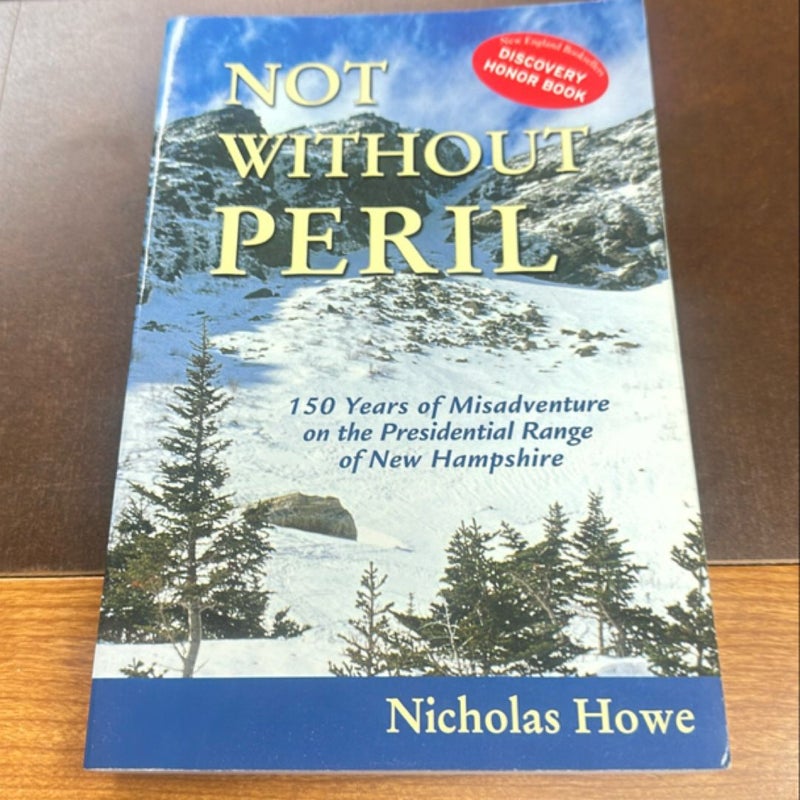 New England Booksellers
DISCOVERY
HONOR BOOK
NOT
WITHOUT
PERIL
150 Years of Misadventure
on the Presidential Range
of New Hampshire
Nicholas Howe